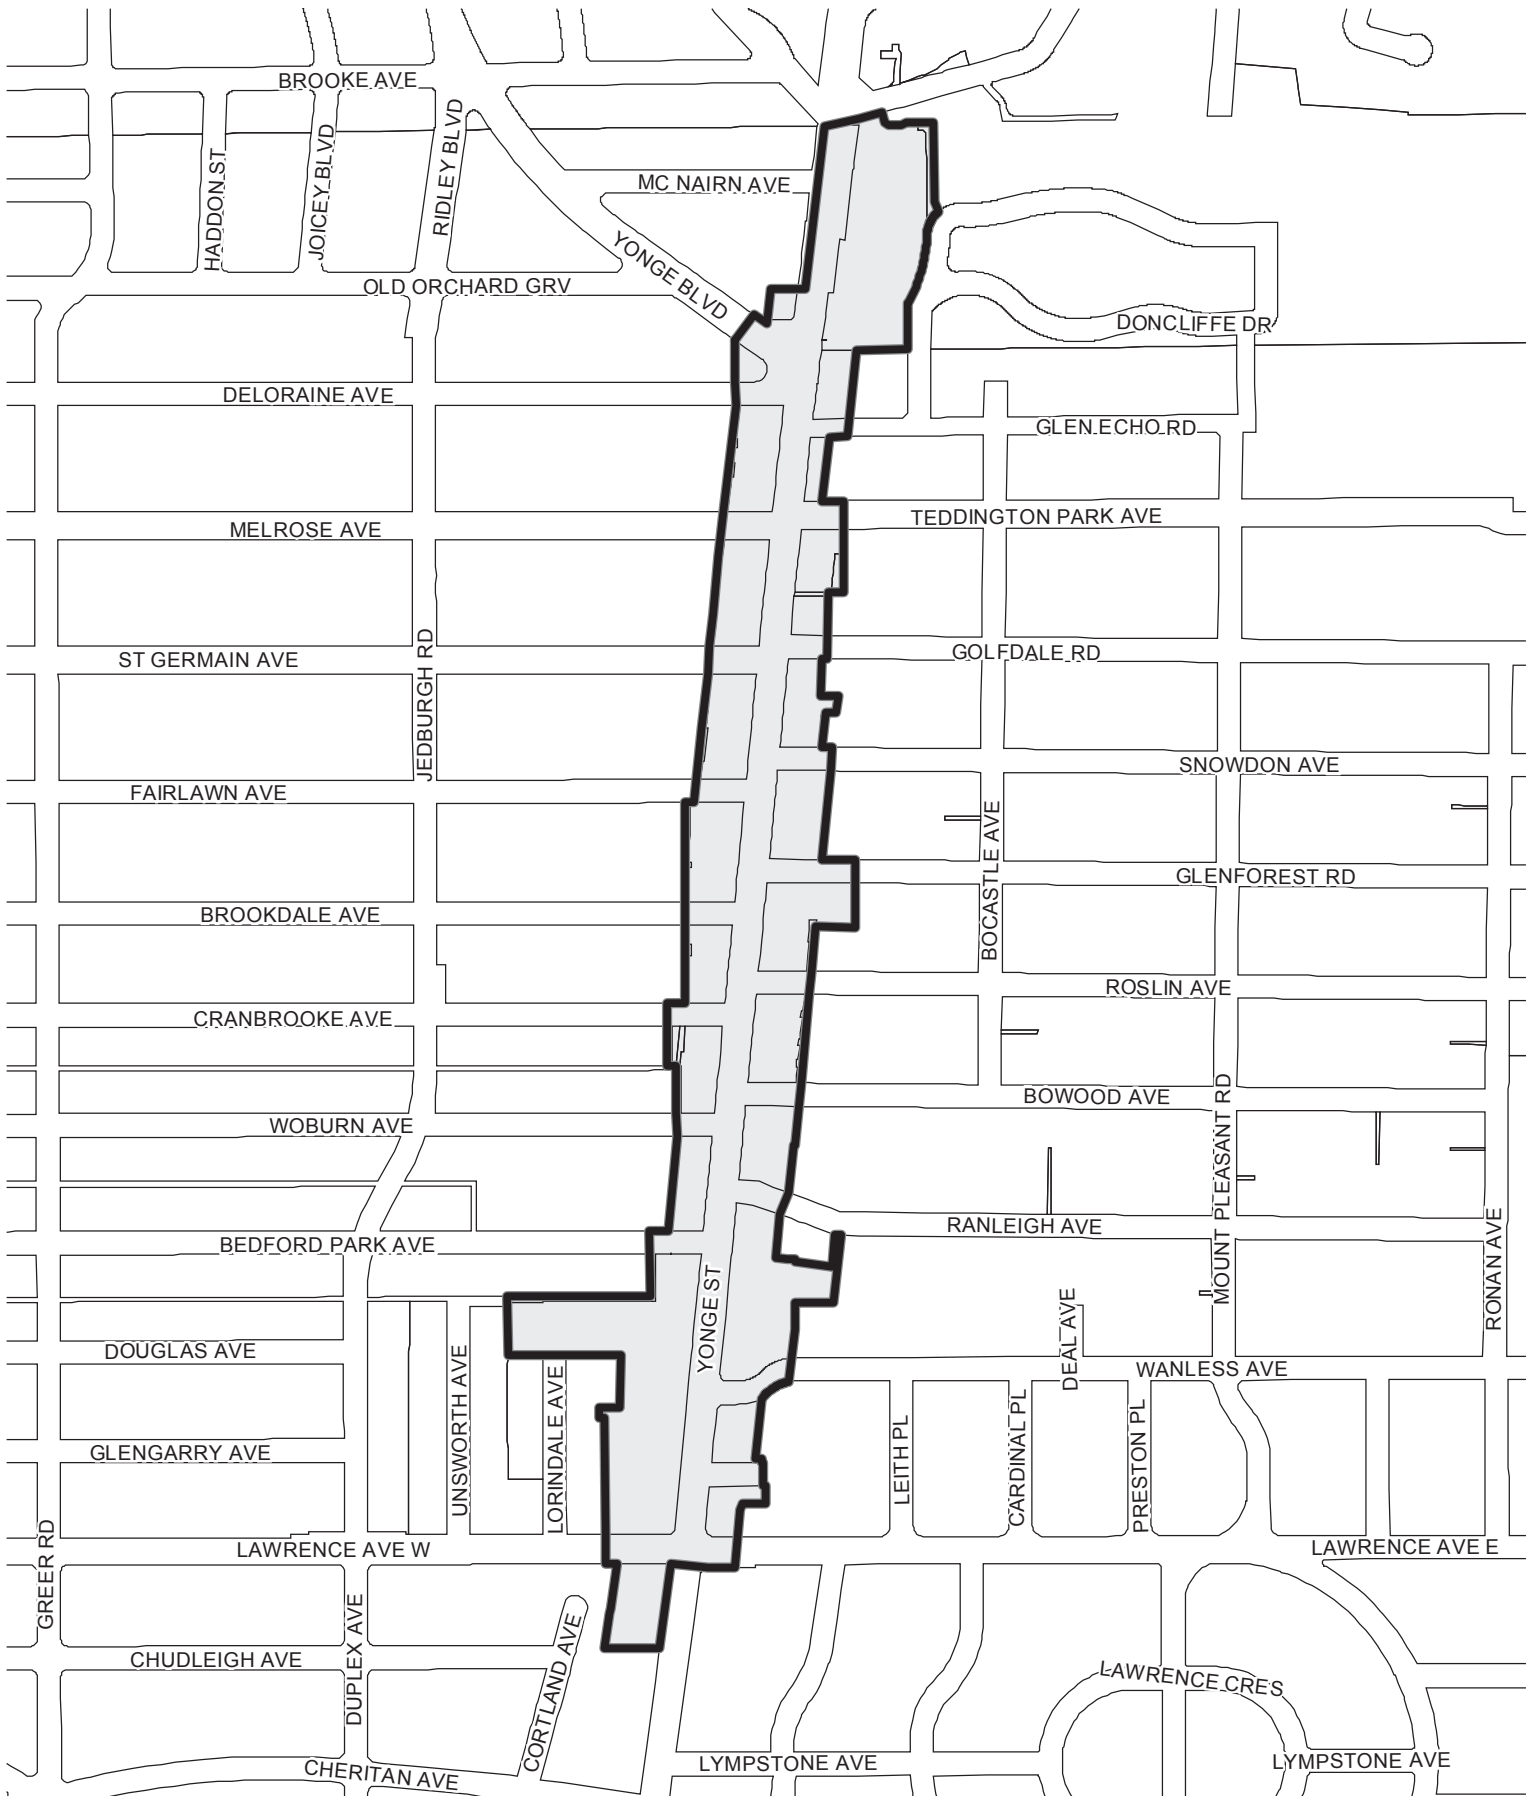 BROOKE AVE
HADDON ST
JOICEY BLVD
RIDLEY BLVD
MC NAIRN AVE
YONGE BLVD
OLD ORCHARD GRV
DONCLIFFE DR
DELORAINE AVE
GLEN ECHO RD
TEDDINGTON PARK AVE
MELROSE AVE
JEDBURGH RD
ST GERMAIN AVE
GOLFDALE RD
SNOWDON AVE
FAIRLAWN AVE
BOCASTLE AVE
GLENFOREST RD
BROOKDALE AVE
ROSLIN AVE
CRANBROOKE AVE
BOWOOD AVE
MOUNT PLEASANT RD
WOBURN AVE
RANLEIGH AVE
RONAN AVE
BEDFORD PARK AVE
YONGE ST
DEAL AVE
DOUGLAS AVE
WANLESS AVE
UNSWORTH AVE
LORINDALE AVE
LEITH PL
CARDINAL PL
PRESTON PL
GLENGARRY AVE
GREER RD
LAWRENCE AVE W
LAWRENCE AVE E
DUPLEX AVE
CORTLAND AVE
CHUDLEIGH AVE
LAWRENCE CRES
CHERITAN AVE
LYMPSTONE AVE
LYMPSTONE AVE